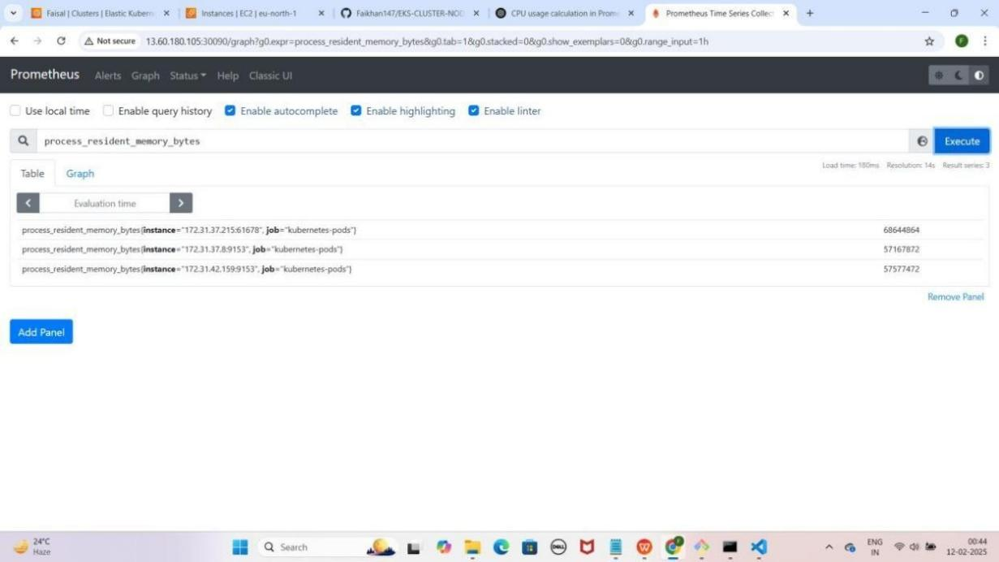 Faisal | Clusters | Elastic Kubern
Instances | EC2 | eu-north-1
Faikhan147/EKS-CLUSTER-NOD
CPU usage calculation in Prom
Prometheus Time Series Collec
Not secure 13.60.180.105:30090/graph?g0.expr=process_resident_memory_bytes&g0.tab=1&g0.stacked=0&g0.show_exemplars=0&g0.range_input=1h
F
Prometheus Alerts Graph Status Help Classic UI
Use local time Enable query history Enable autocomplete Enable highlighting Enable linter
process_resident_memory_bytes
Execute
Table Graph
Load time: 180ms Resolution: 14s Result series: 3
Evaluation time
process_resident_memory_bytes{instance="172.31.37.215:61678", job="kubernetes-pods"} 68644864
process_resident_memory_bytes{instance="172.31.37.8:9153", job="kubernetes-pods"} 57167872
process_resident_memory_bytes{instance="172.31.42.159:9153", job="kubernetes-pods"} 57577472
Remove Panel
Add Panel
24°C
Haze
Search
DELL
ENG
IN
00:44
12-02-2025